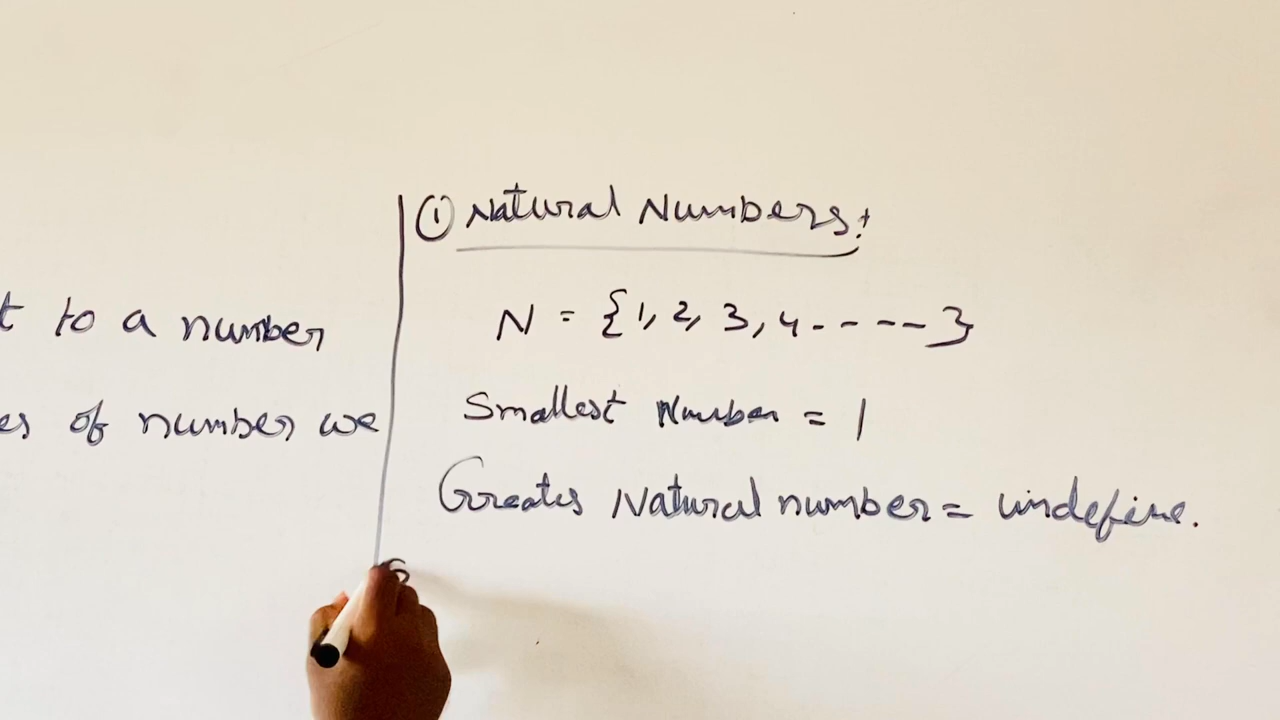 t to a number
es of number we
① Natural Numbers:
N = {1, 2, 3, 4-----}
Smallest Number = 1
Greates Natural number = undefine.